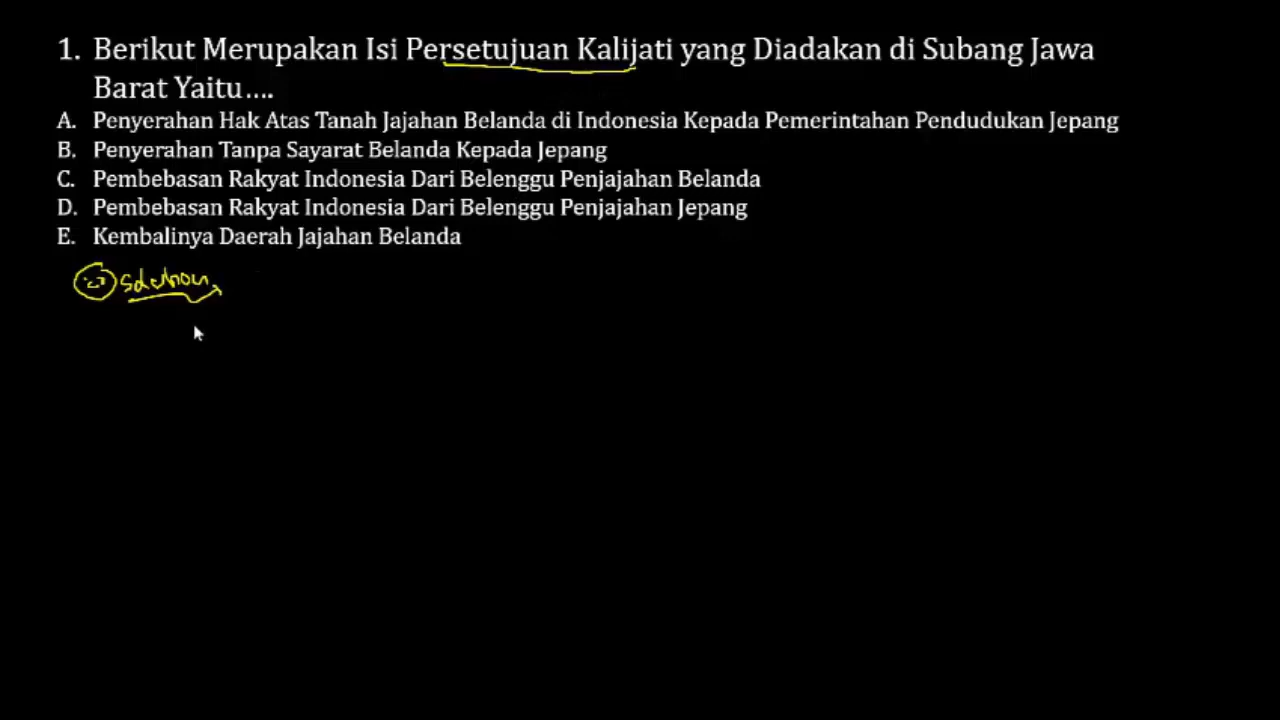 1. Berikut Merupakan Isi Persetujuan Kalijati yang Diadakan di Subang Jawa
Barat Yaitu....
A. Penyerahan Hak Atas Tanah Jajahan Belanda di Indonesia Kepada Pemerintahan Pendudukan Jepang
B. Penyerahan Tanpa Sayarat Belanda Kepada Jepang
C. Pembebasan Rakyat Indonesia Dari Belenggu Penjajahan Belanda
D. Pembebasan Rakyat Indonesia Dari Belenggu Penjajahan Jepang
E. Kembalinya Daerah Jajahan Belanda